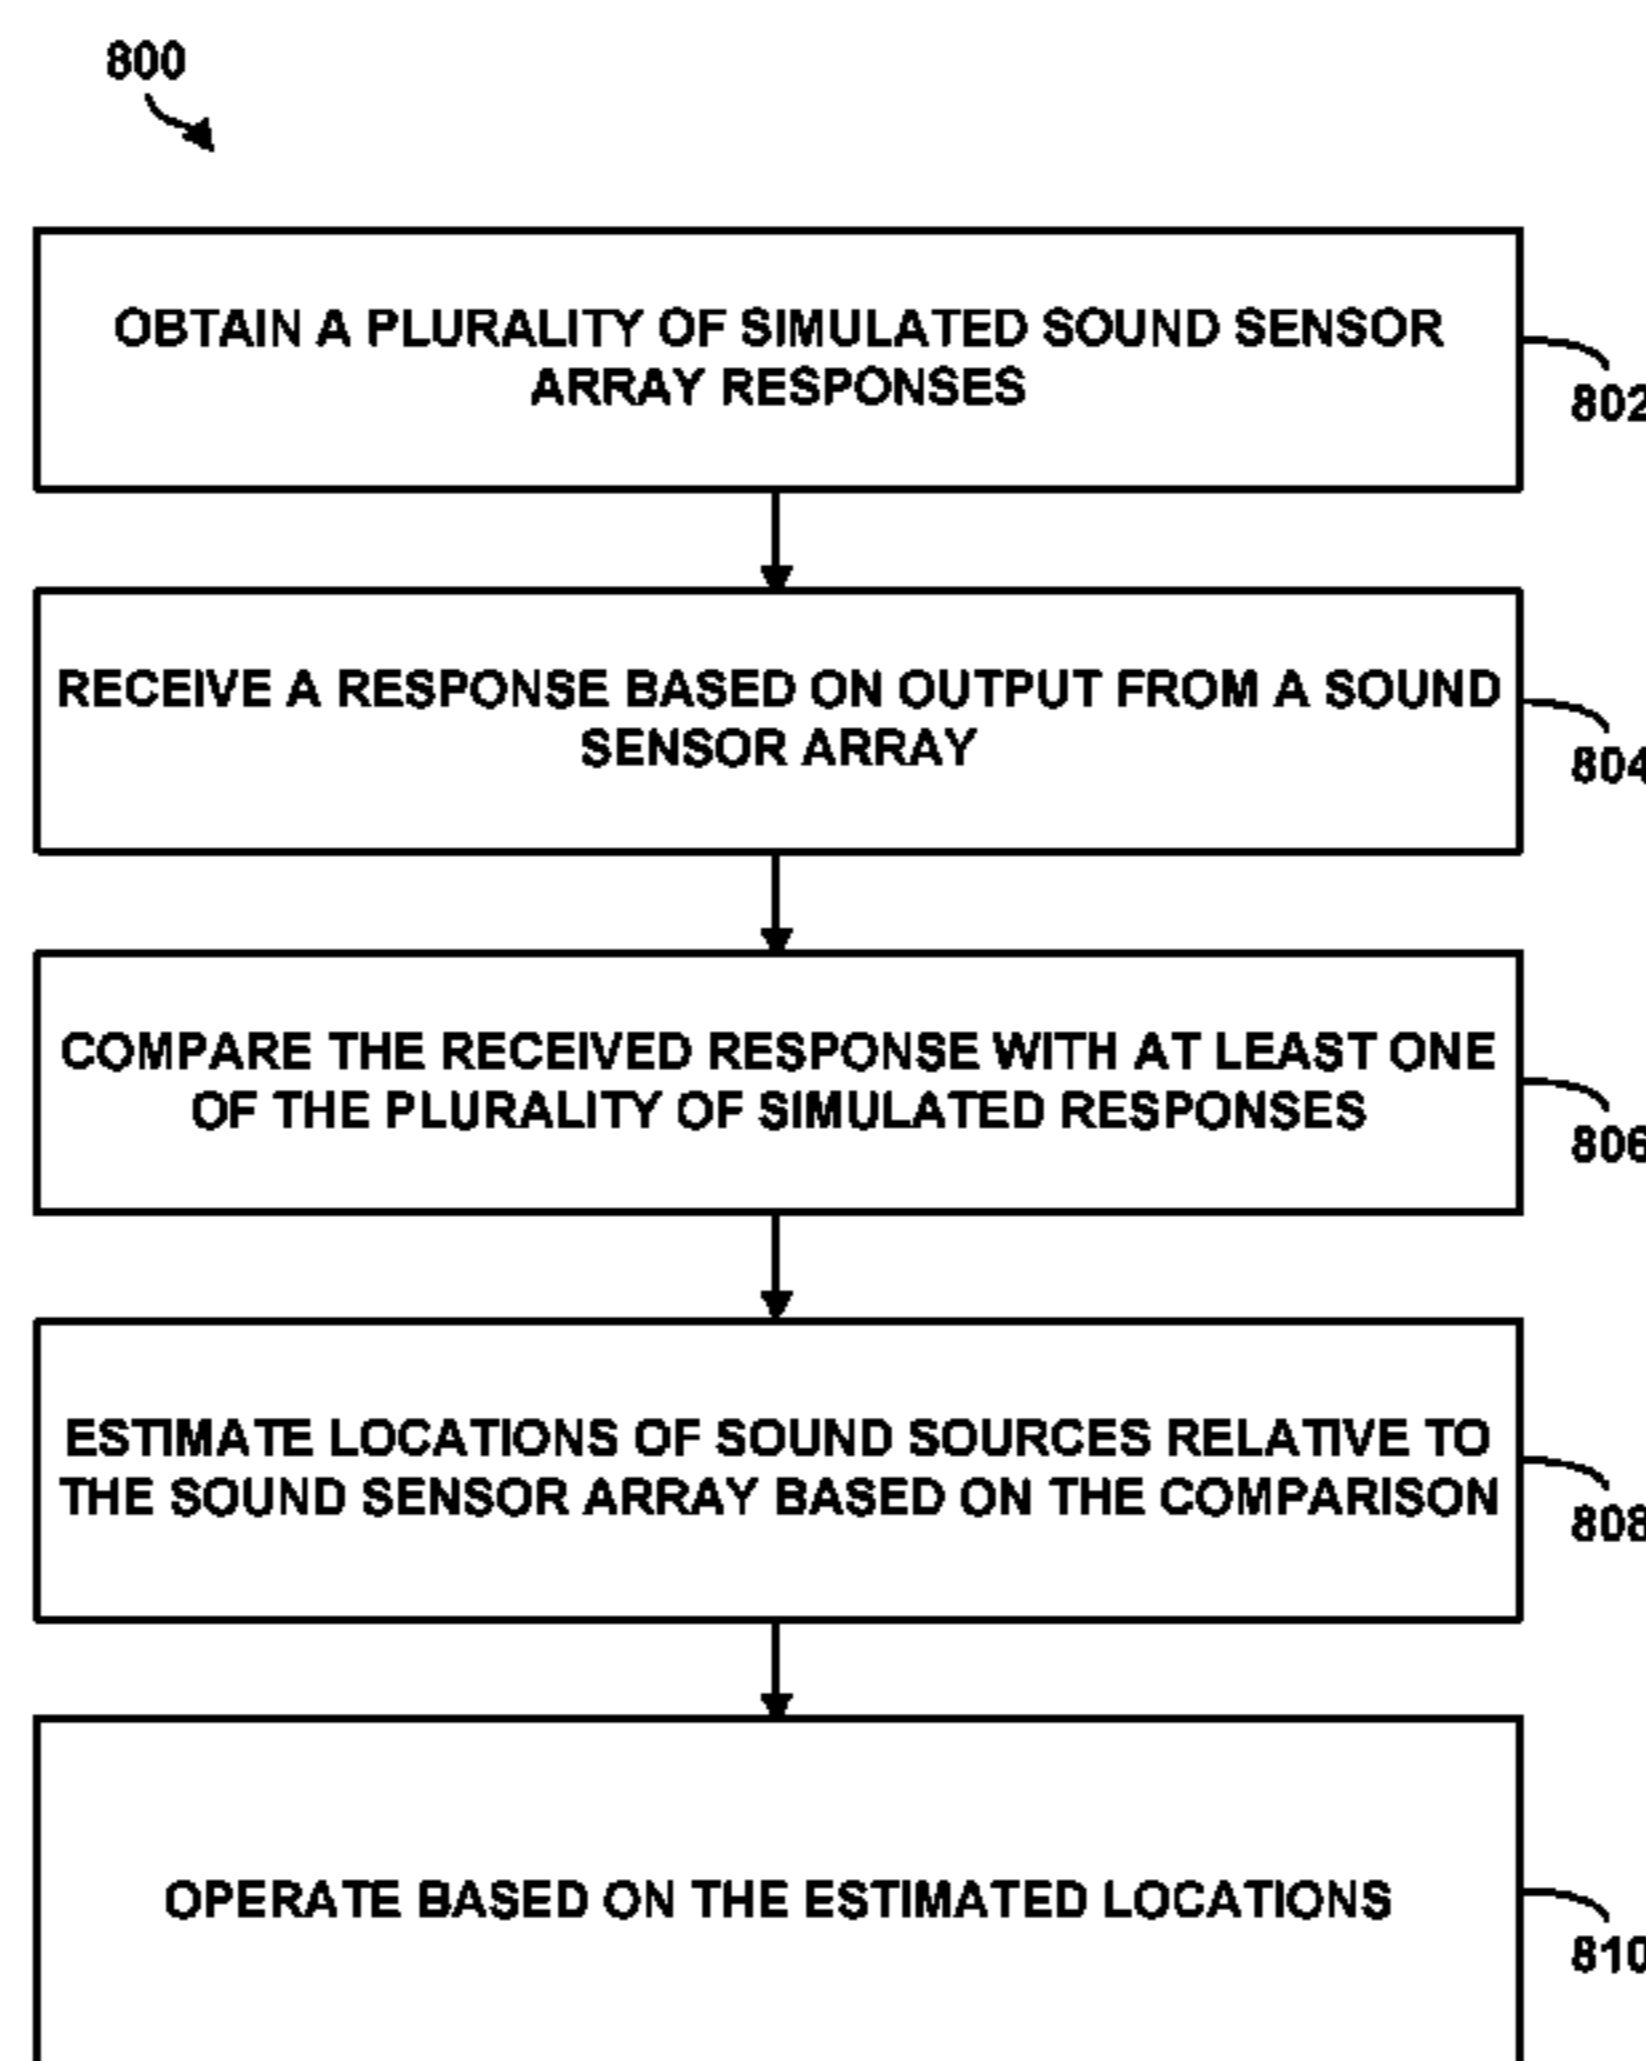 800
OBTAIN A PLURALITY OF SIMULATED SOUND SENSOR
ARRAY RESPONSES
802
RECEIVE A RESPONSE BASED ON OUTPUT FROM A SOUND
SENSOR ARRAY
804
COMPARE THE RECEIVED RESPONSE WITH AT LEAST ONE
OF THE PLURALITY OF SIMULATED RESPONSES
806
ESTIMATE LOCATIONS OF SOUND SOURCES RELATIVE TO
THE SOUND SENSOR ARRAY BASED ON THE COMPARISON
808
OPERATE BASED ON THE ESTIMATED LOCATIONS
810